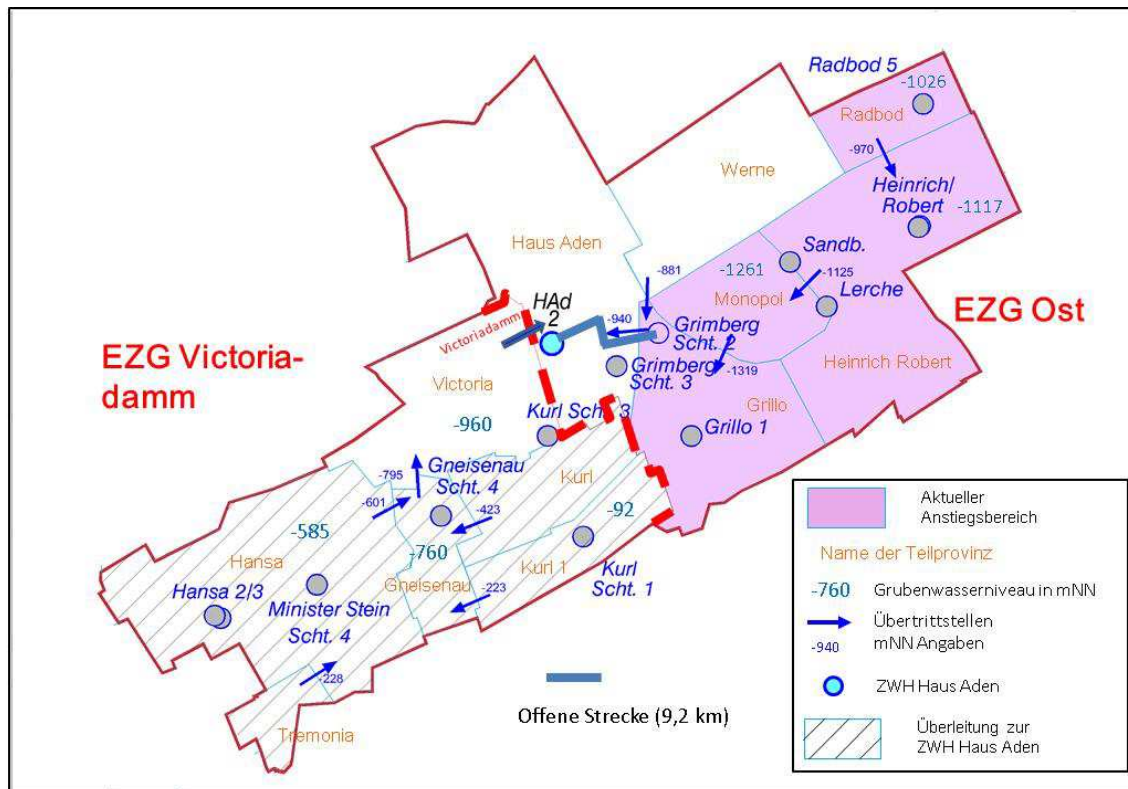 Radbod 5
-1026
Radbod
-970
Werne
Heinrich/
Robert
-1117
Haus Aden
Sandb.
-881
-1261
-1125
Monopol
Lerche
EZG Ost
HAd
2
-940
Victoriadamm
Grimberg
Scht. 2
EZG Victoria-
damm
Grimberg
Scht. 3
-1319
Heinrich Robert
Victoria
Grillo
-960
Kurl Scht. 3
Grillo 1
Gneisenau
Scht. 4
-795
Kurl
-601
-423
-92
-585
-760
Hansa
Gneisenau
Kurl 1
Kurl
Scht. 1
-223
Hansa 2/3
Minister Stein
Scht. 4
-228
Tremonia
Offene Strecke (9,2 km)
Aktueller
Anstiegsbereich
Name der Teilprovinz
-760
Grubenwasserniveau in mNN
Übertrittstellen
mNN Angaben
-940
ZWH Haus Aden
Überleitung zur
ZWH Haus Aden